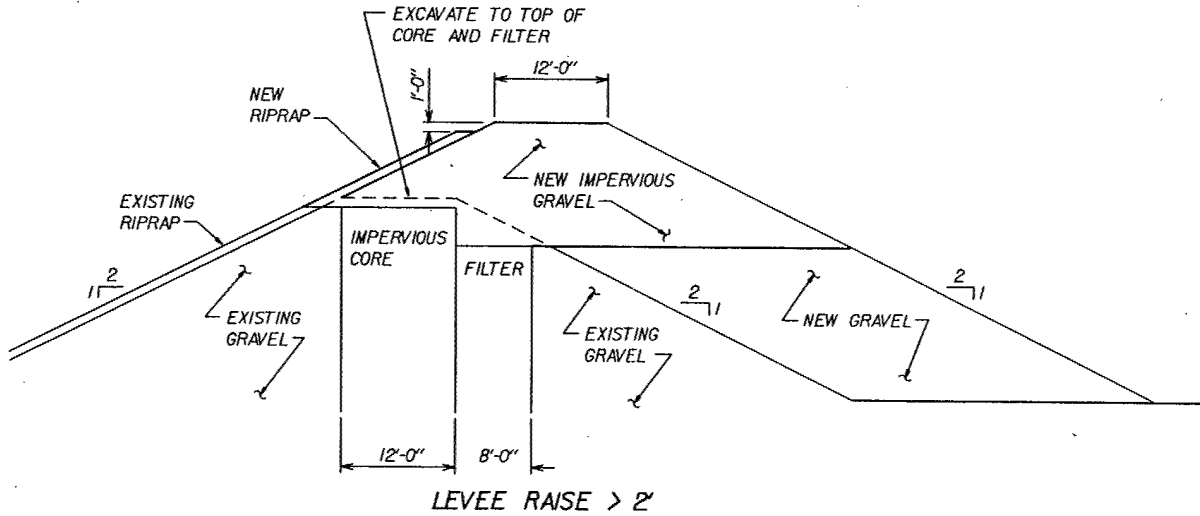 EXCAVATE TO TOP OF
CORE AND FILTER
12'-0"
1'-0"
NEW
RIPRAP
NEW IMPERVIOUS
GRAVEL
EXISTING
RIPRAP
IMPERVIOUS
CORE
FILTER
2
1
EXISTING
GRAVEL
EXISTING
GRAVEL
2
1
NEW GRAVEL
2
1
12'-0"
8'-0"
LEVEE RAISE > 2'